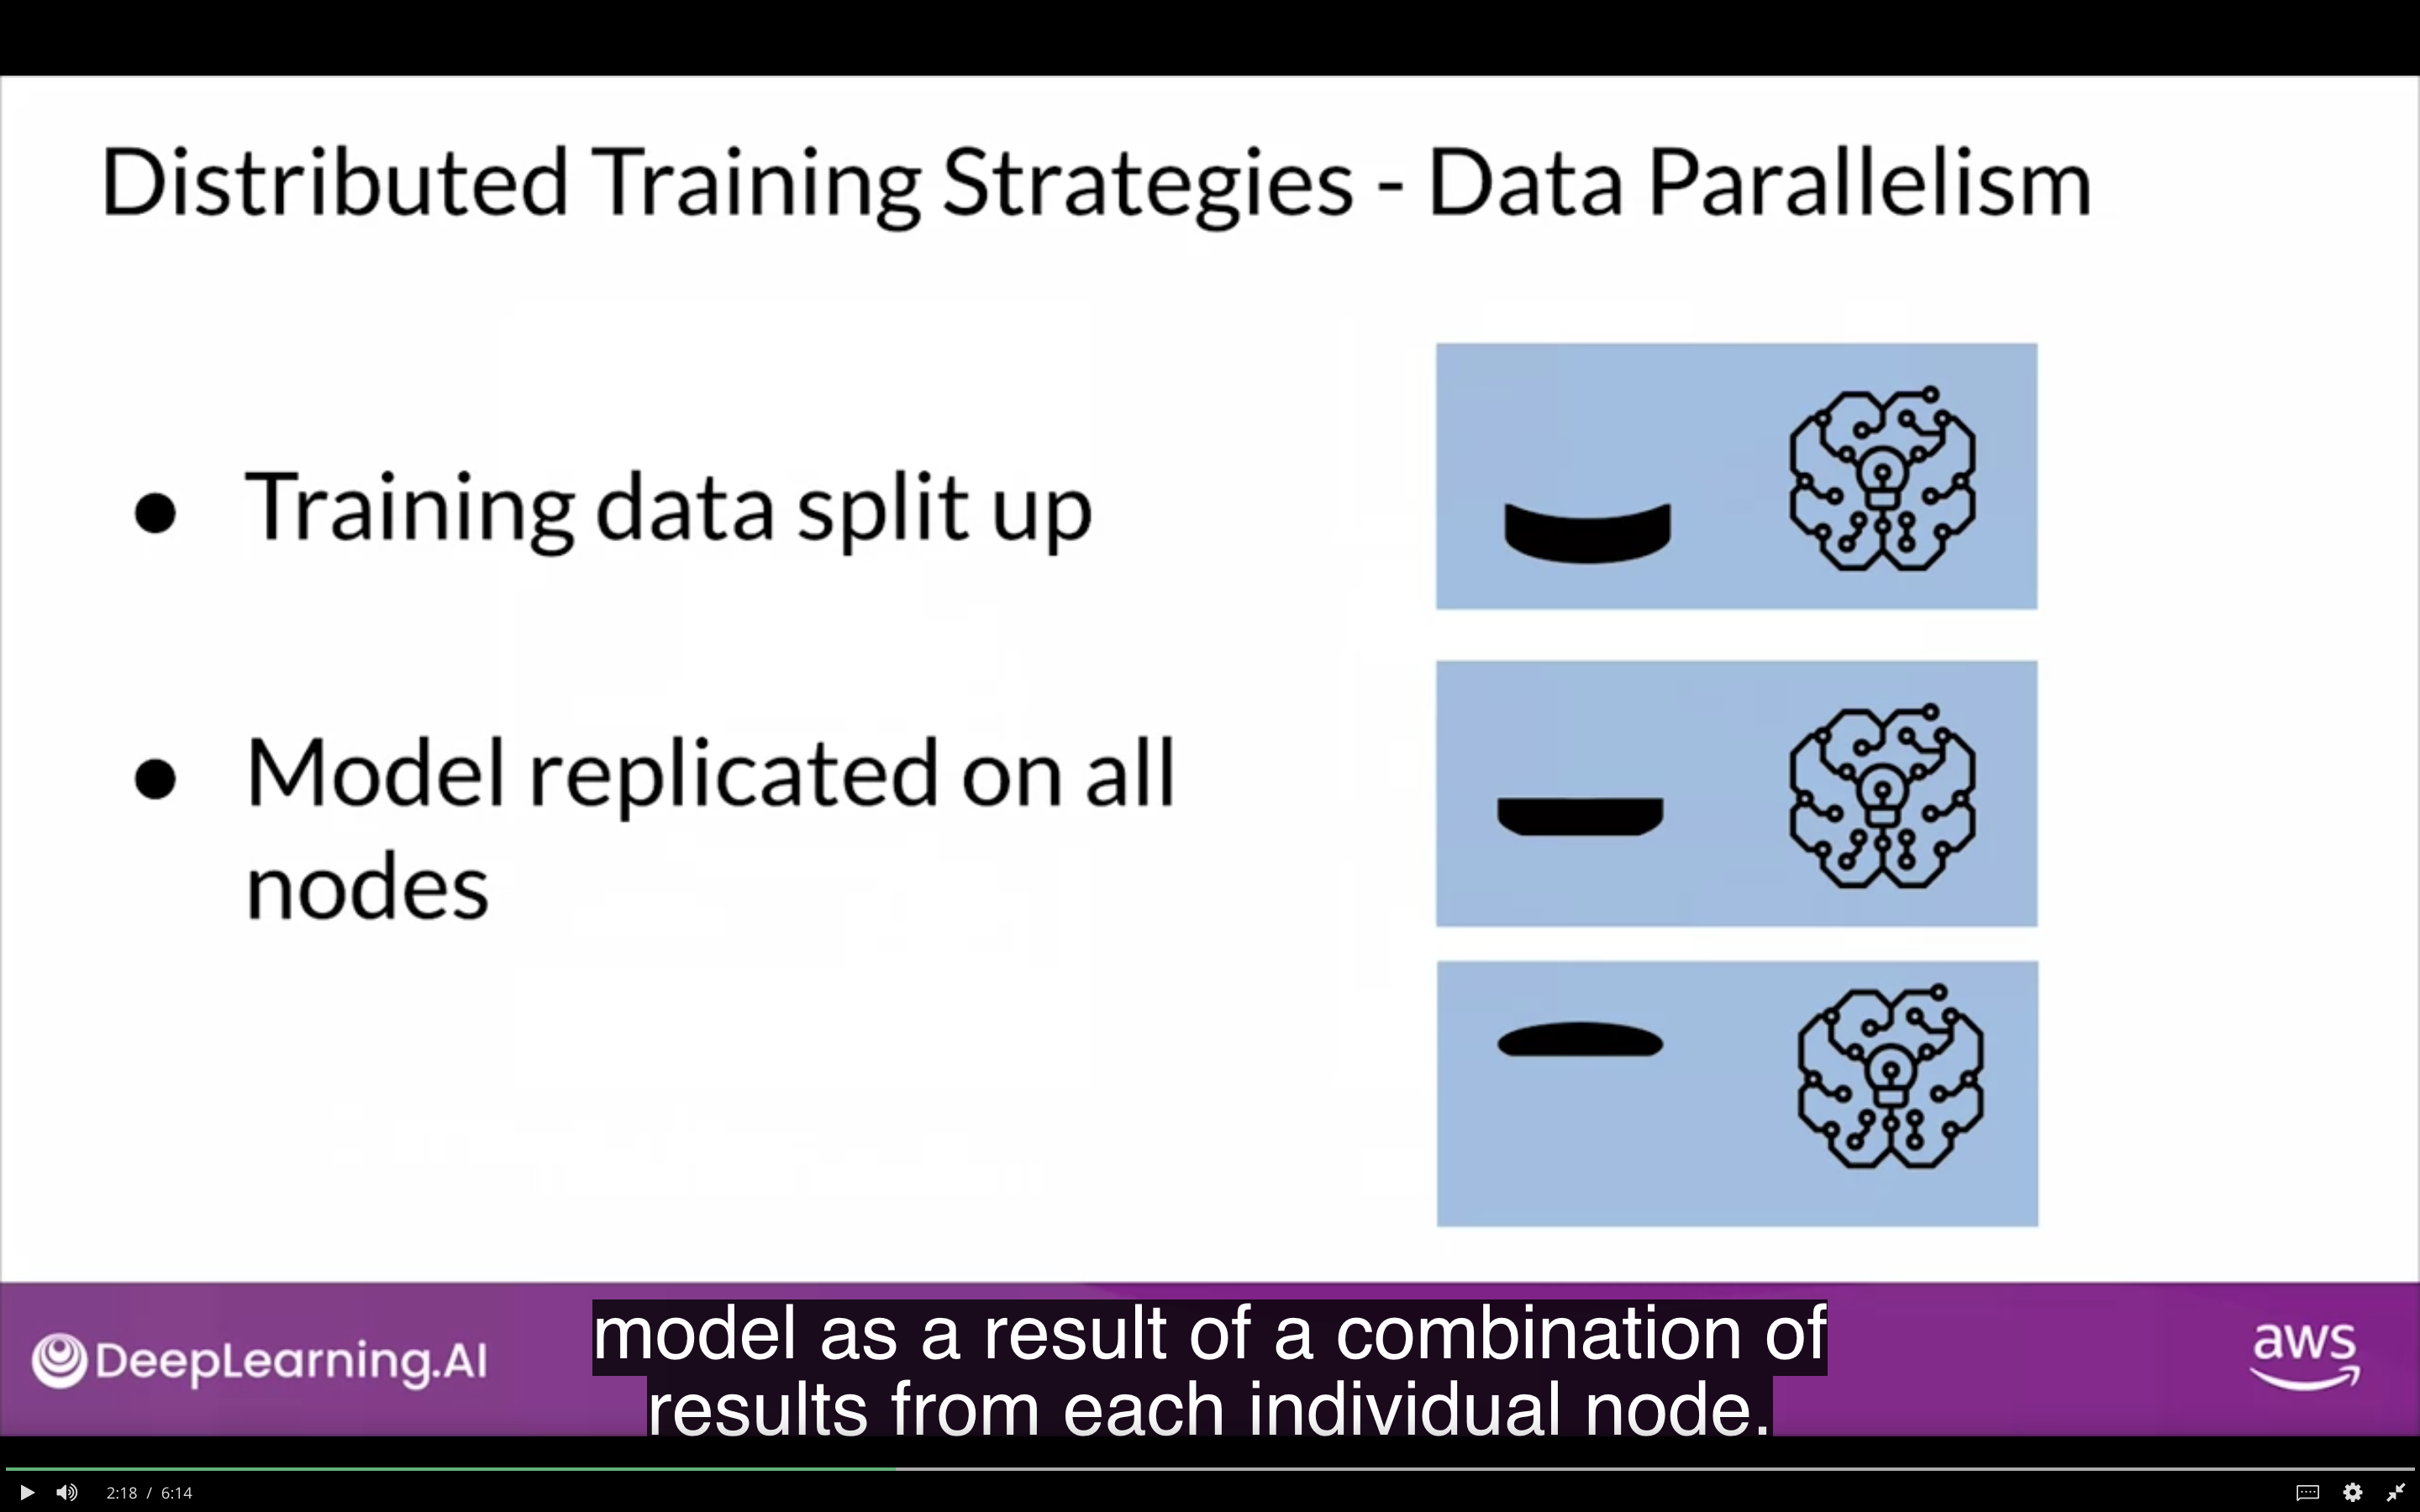 Distributed Training Strategies - Data Parallelism
● Training data split up
● Model replicated on all
nodes
DeepLearning.AI
model as a result of a combination of
results from each individual node.
aws
2:18 / 6:14